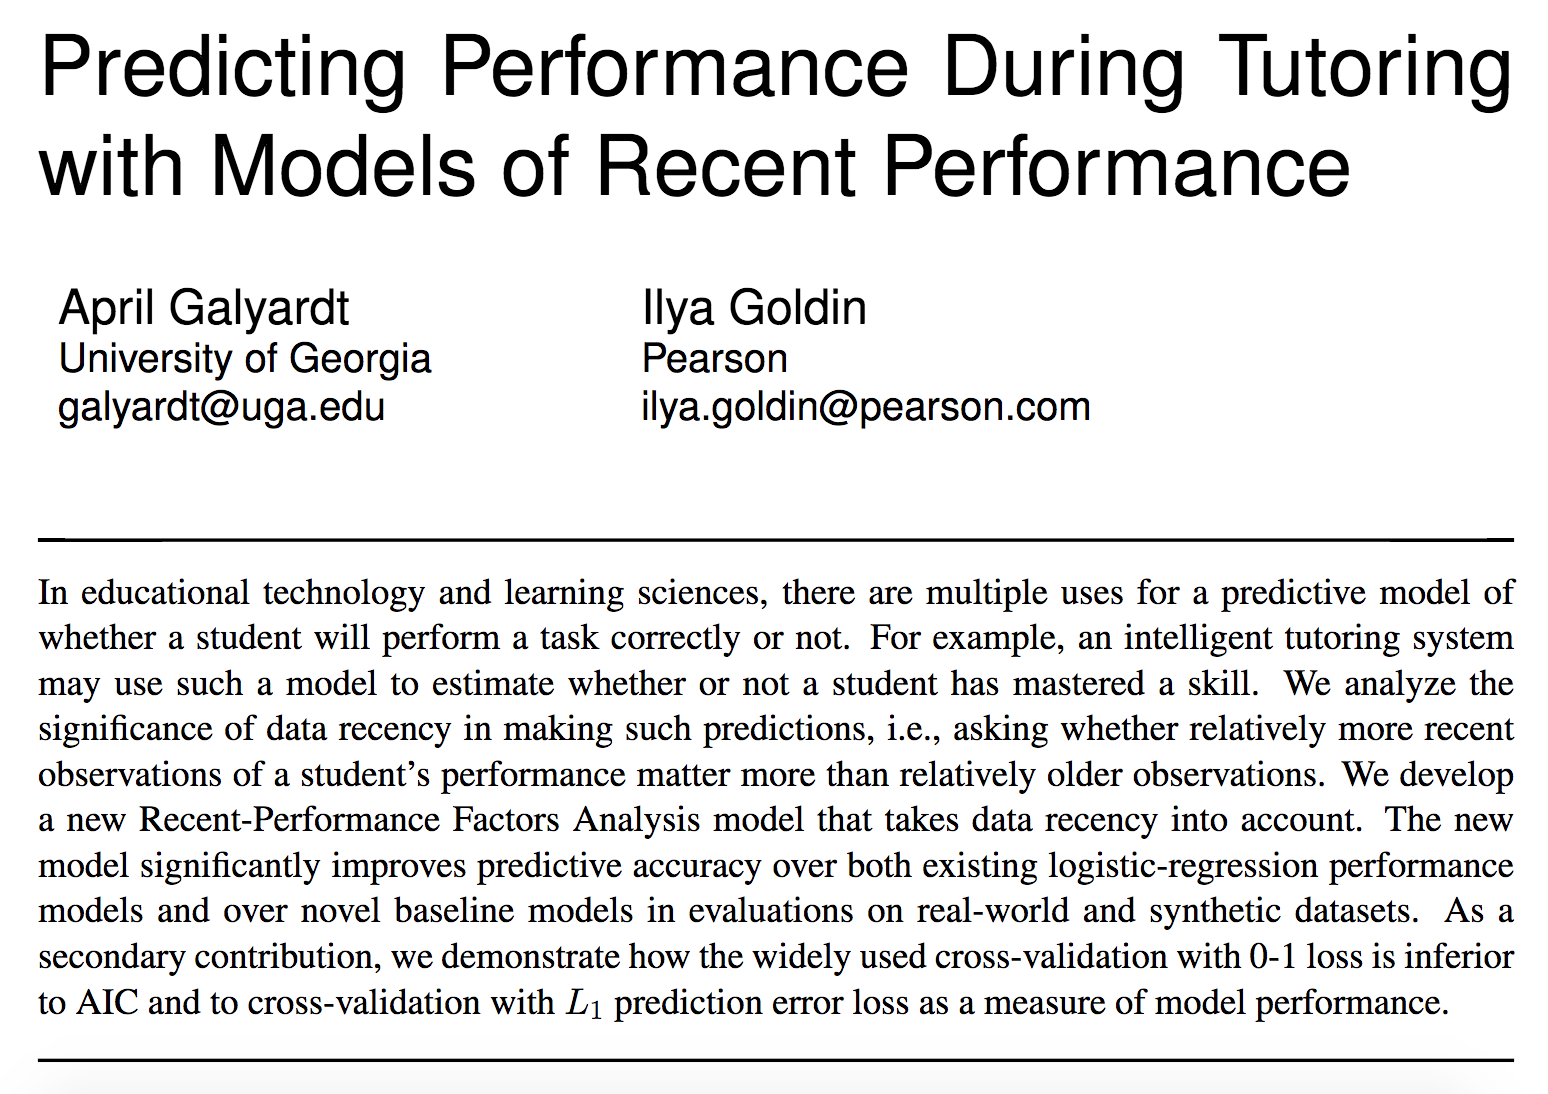 Predicting Performance During Tutoring
with Models of Recent Performance
April Galyardt
University of Georgia
galyardt@uga.edu
Ilya Goldin
Pearson
ilya.goldin@pearson.com
In educational technology and learning sciences, there are multiple uses for a predictive model of
whether a student will perform a task correctly or not. For example, an intelligent tutoring system
may use such a model to estimate whether or not a student has mastered a skill. We analyze the
significance of data recency in making such predictions, i.e., asking whether relatively more recent
observations of a student's performance matter more than relatively older observations. We develop
a new Recent-Performance Factors Analysis model that takes data recency into account. The new
model significantly improves predictive accuracy over both existing logistic-regression performance
models and over novel baseline models in evaluations on real-world and synthetic datasets. As a
secondary contribution, we demonstrate how the widely used cross-validation with 0-1 loss is inferior
to AIC and to cross-validation with L₁ prediction error loss as a measure of model performance.